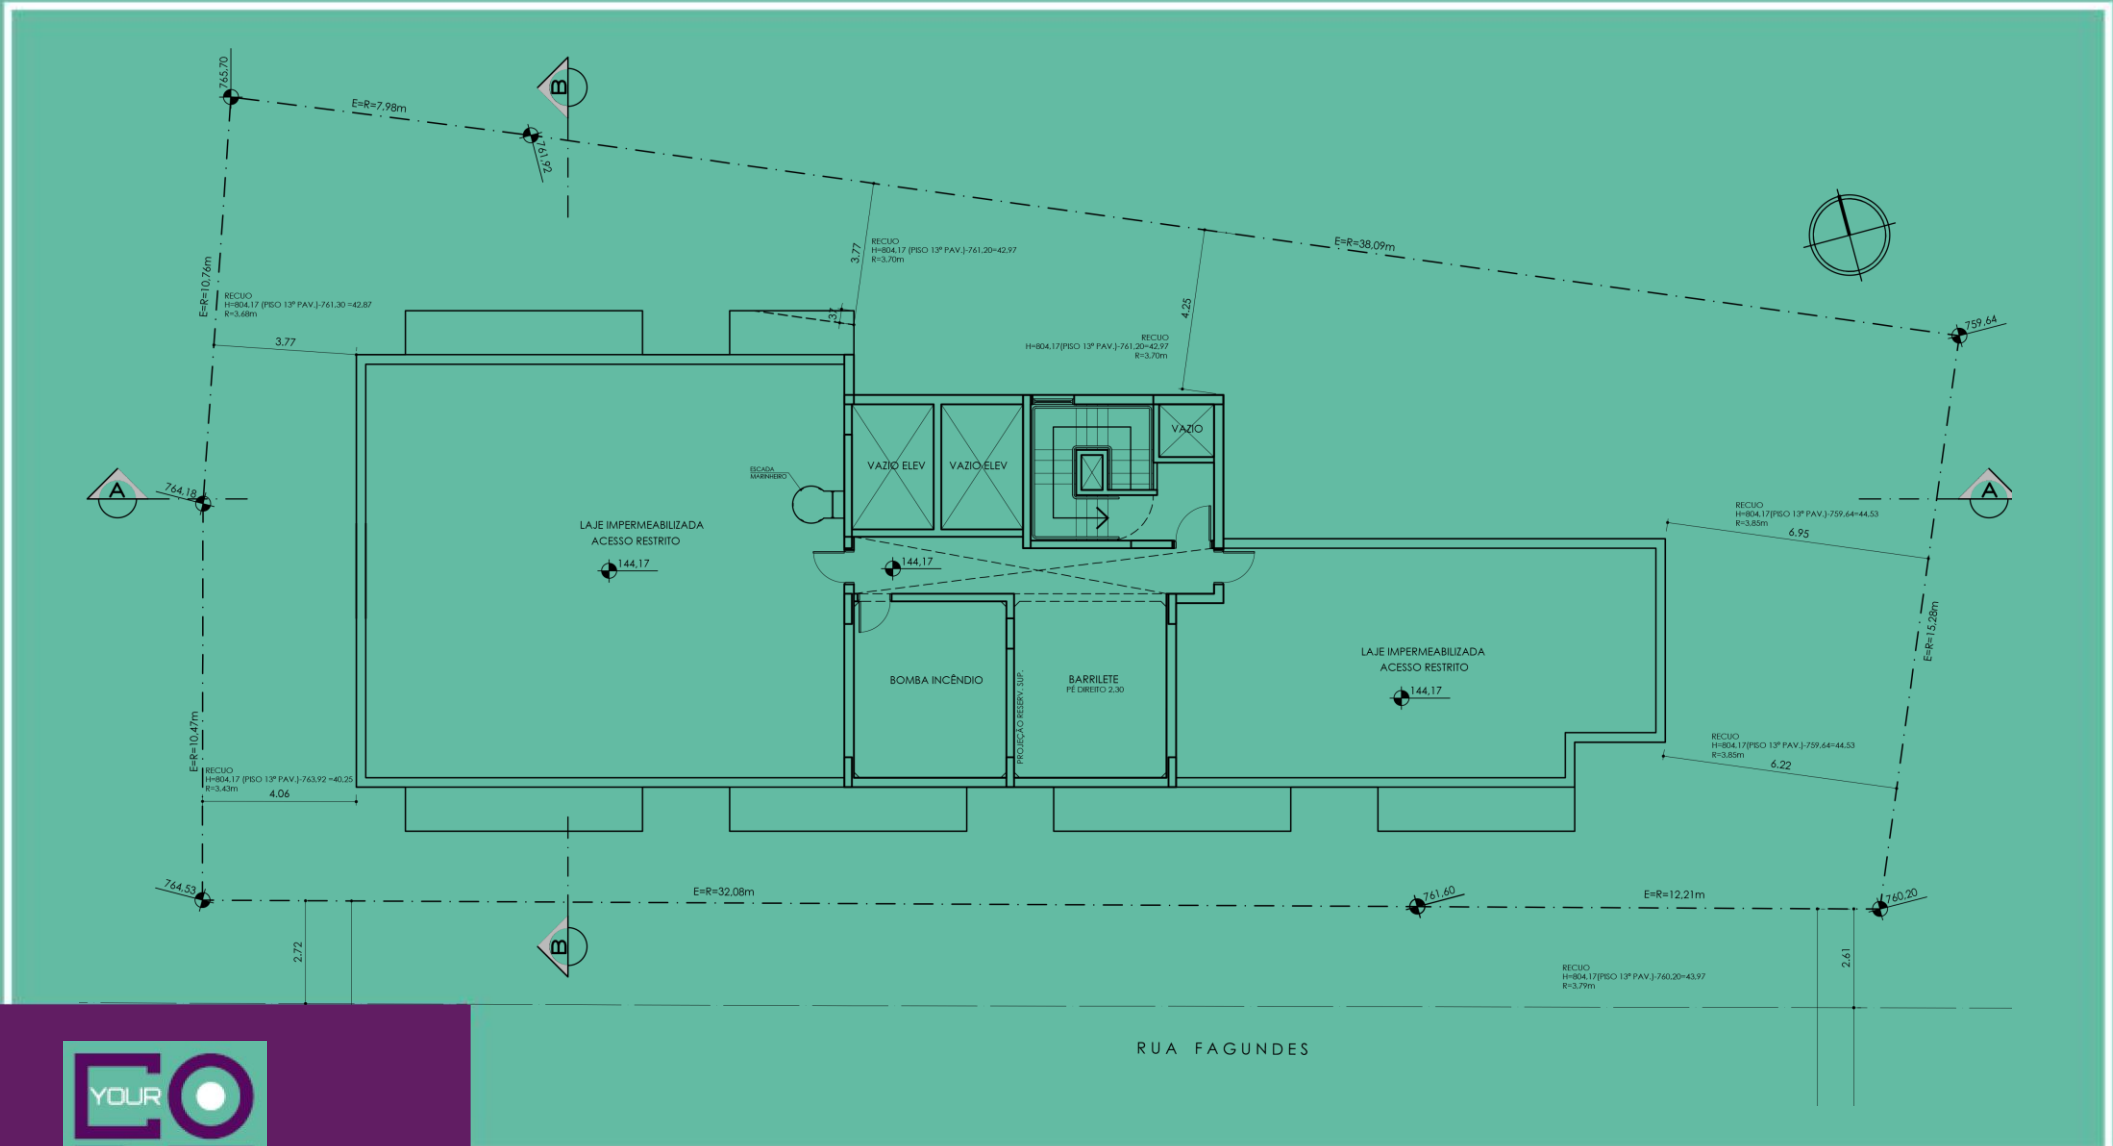 765,70
E=R=7,98m
B
761,92
E=R=38,09m
3,77
RECUO
H=804,17 (PISO 13º PAV.)-761,20=42,97
R=3,70m
4,25
E=R=10,76m
RECUO
H=804,17 (PISO 13º PAV.)-761,30 =42,87
R=3,68m
,37
759,64
3,77
RECUO
H=804,17(PISO 13º PAV.)-761,20=42,97
R=3,70m
VAZIO
VAZIO ELEV
VAZIO ELEV
ESCADA
MARINHEIRO
A
764,18
A
RECUO
H=804,17(PISO 13º PAV.)-759,64=44,53
R=3,85m
6,95
LAJE IMPERMEABILIZADA
ACESSO RESTRITO
144,17
144,17
E=R=15,28m
LAJE IMPERMEABILIZADA
ACESSO RESTRITO
144,17
BOMBA INCÊNDIO
BARRILETE
PÉ DIREITO 2,30
PROJEÇÃO RESERV. SUP.
E=R=10,47m
RECUO
H=804,17(PISO 13º PAV.)-759,64=44,53
R=3,85m
6,22
RECUO
H=804,17 (PISO 13º PAV.)-763,92 =40,25
R=3,43m
4,06
764,53
E=R=32,08m
761,60
E=R=12,21m
760,20
B
2,72
2,61
RECUO
H=804,17(PISO 13º PAV.)-760,20=43,97
R=3,79m
RUA FAGUNDES
YOUR
CO